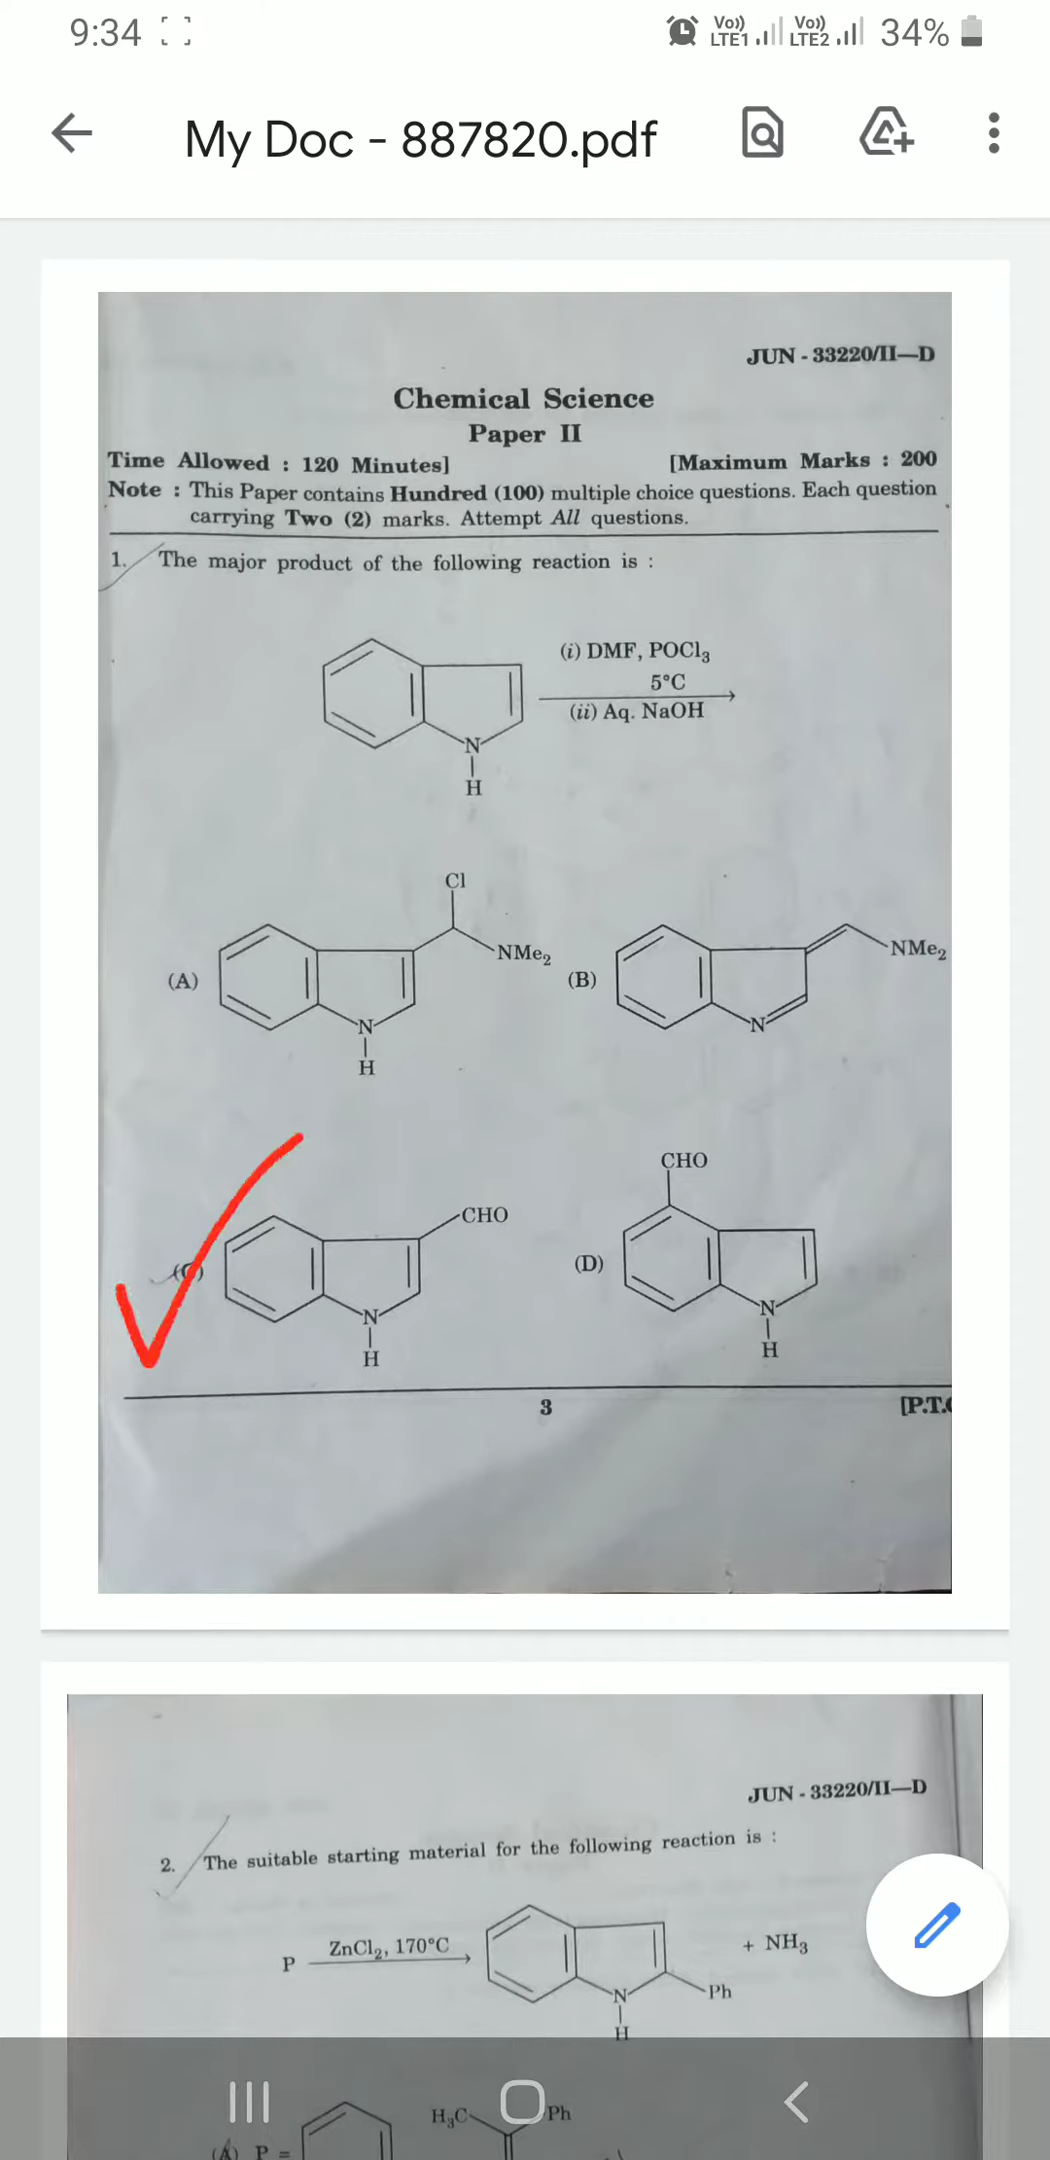 9:34
Vo)) LTE1 Vo)) LTE2 34%
My Doc - 887820.pdf
JUN - 33220/II—D
Chemical Science
Paper II
Time Allowed : 120 Minutes] [Maximum Marks : 200
Note : This Paper contains Hundred (100) multiple choice questions. Each question
carrying Two (2) marks. Attempt All questions.
1. The major product of the following reaction is :
(i) DMF, POCl3
5°C
(ii) Aq. NaOH
N
H
Cl
NMe2
(A)
N
H
(B)
NMe2
N
CHO
(C)
N
H
CHO
(D)
N
H
3
JUN - 33220/II—D
2. The suitable starting material for the following reaction is :
P ZnCl2, 170°C
N
H
Ph
+ NH3
H3C Ph
(A) P =